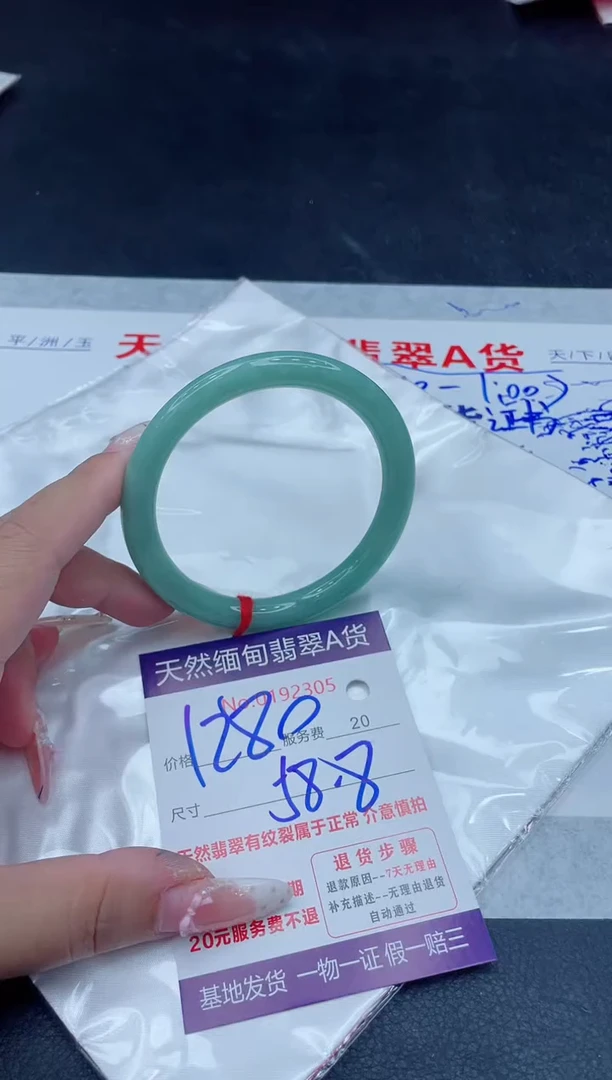 平/洲/玉
天
翡翠A货
天/下/
天然缅甸翡翠A货
No.0192305
价格 1280 服务费 20
尺寸 58.8
天然翡翠有纹裂属于正常 介意慎拍
退货步骤
退款原因--7天无理由
补充描述--无理由退货
自动通过
期
20元服务费不退
基地发货 一物一证 假一赔三